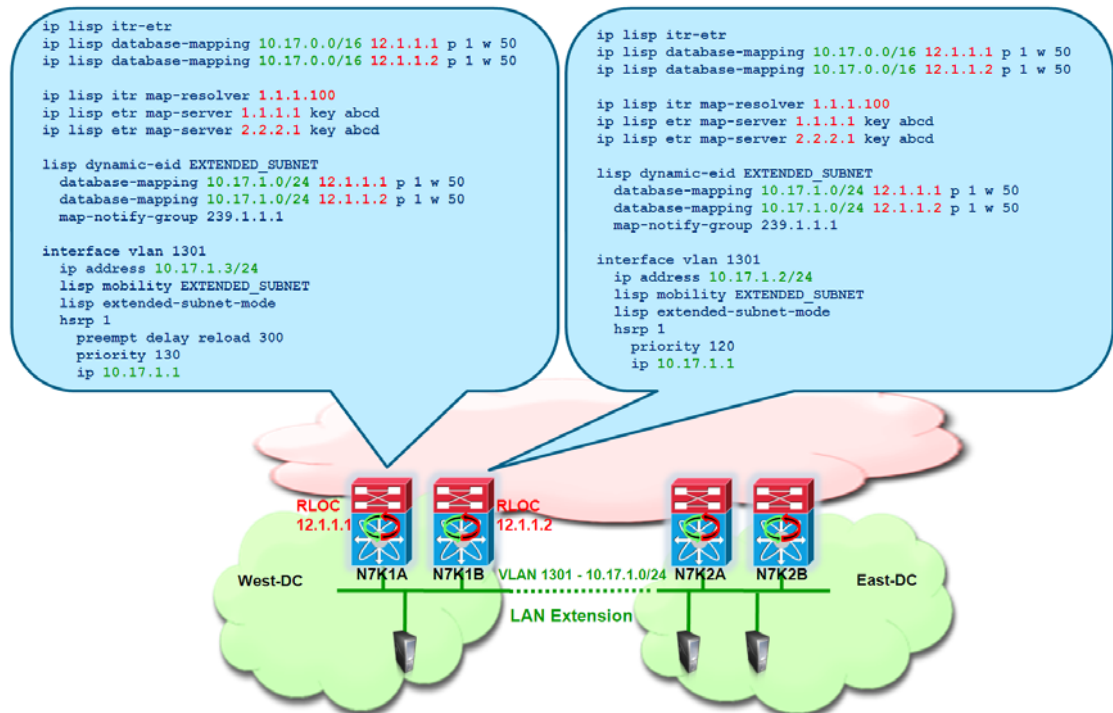 ip lisp itr-etr
ip lisp database-mapping 10.17.0.0/16 12.1.1.1 p 1 w 50
ip lisp database-mapping 10.17.0.0/16 12.1.1.2 p 1 w 50
ip lisp itr map-resolver 1.1.1.100
ip lisp etr map-server 1.1.1.1 key abcd
ip lisp etr map-server 2.2.2.1 key abcd
lisp dynamic-eid EXTENDED_SUBNET
database-mapping 10.17.1.0/24 12.1.1.1 p 1 w 50
database-mapping 10.17.1.0/24 12.1.1.2 p 1 w 50
map-notify-group 239.1.1.1
interface vlan 1301
ip address 10.17.1.3/24
lisp mobility EXTENDED_SUBNET
lisp extended-subnet-mode
hsrp 1
preempt delay reload 300
priority 130
ip 10.17.1.1
ip lisp itr-etr
ip lisp database-mapping 10.17.0.0/16 12.1.1.1 p 1 w 50
ip lisp database-mapping 10.17.0.0/16 12.1.1.2 p 1 w 50
ip lisp itr map-resolver 1.1.1.100
ip lisp etr map-server 1.1.1.1 key abcd
ip lisp etr map-server 2.2.2.1 key abcd
lisp dynamic-eid EXTENDED_SUBNET
database-mapping 10.17.1.0/24 12.1.1.1 p 1 w 50
database-mapping 10.17.1.0/24 12.1.1.2 p 1 w 50
map-notify-group 239.1.1.1
interface vlan 1301
ip address 10.17.1.2/24
lisp mobility EXTENDED_SUBNET
lisp extended-subnet-mode
hsrp 1
priority 120
ip 10.17.1.1
RLOC
12.1.1.1
RLOC
12.1.1.2
West-DC
N7K1A
N7K1B
VLAN 1301 - 10.17.1.0/24
N7K2A
N7K2B
East-DC
LAN Extension